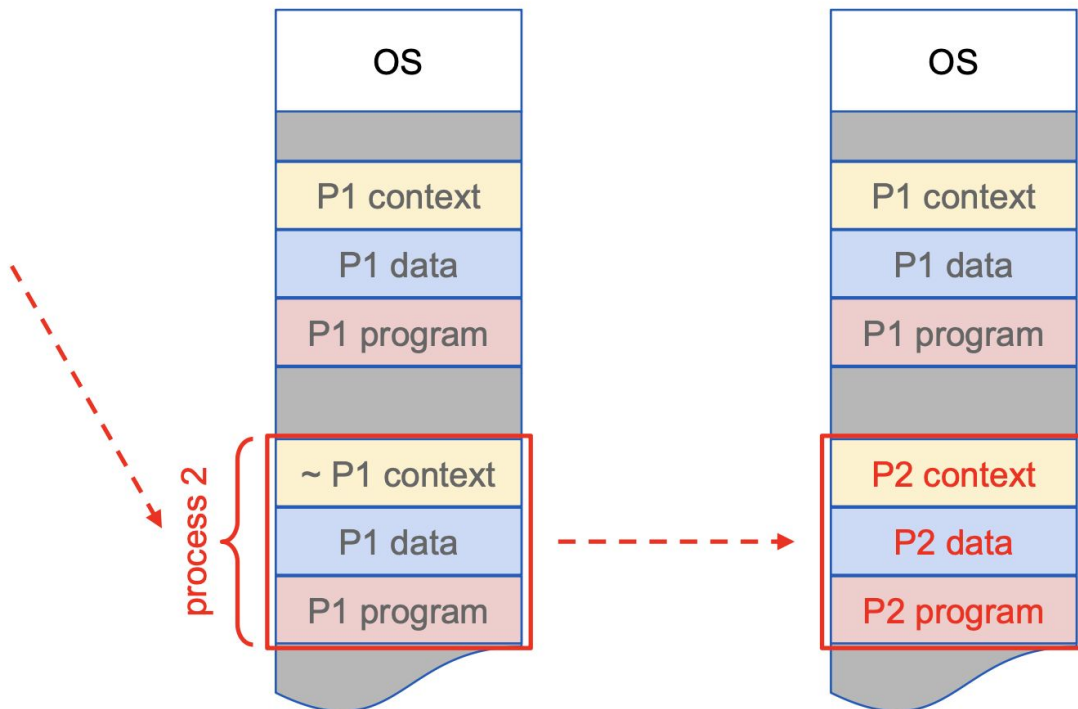 OS
P1 context
P1 data
P1 program
process 2
~ P1 context
P1 data
P1 program
OS
P1 context
P1 data
P1 program
P2 context
P2 data
P2 program